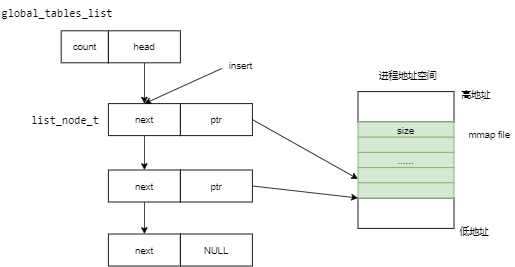 global_tables_list
count
head
insert
进程地址空间
高地址
list_node_t
next
ptr
size
mmap file
......
next
ptr
低地址
next
NULL